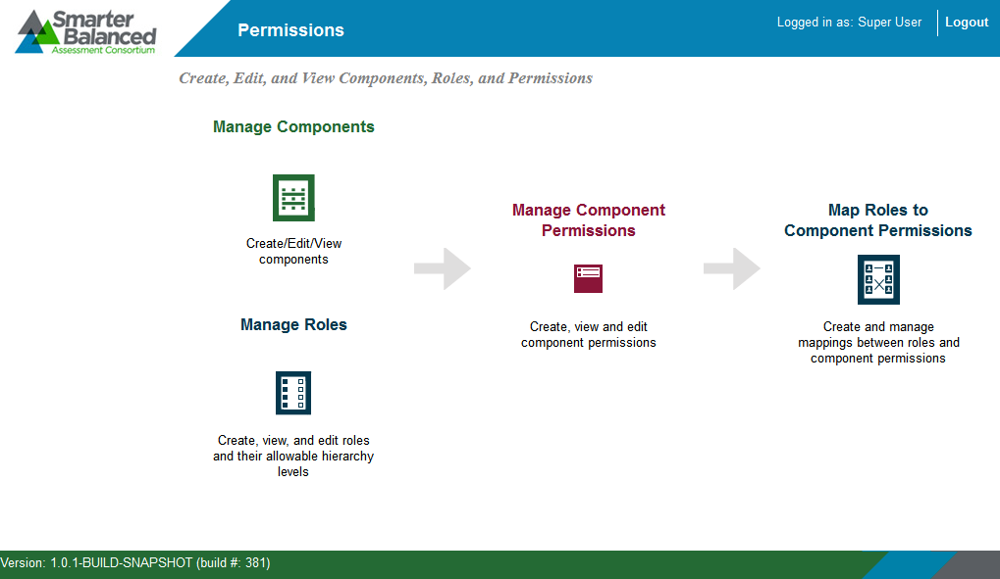 Smarter
Balanced
Assessment Consortium
Permissions
Logged in as: Super User
Logout
Create, Edit, and View Components, Roles, and Permissions
Manage Components
Create/Edit/View
components
Manage Roles
Create, view, and edit roles
and their allowable hierarchy
levels
Manage Component
Permissions
Create, view and edit
component permissions
Map Roles to
Component Permissions
Create and manage
mappings between roles and
component permissions
Version: 1.0.1-BUILD-SNAPSHOT (build #: 381)